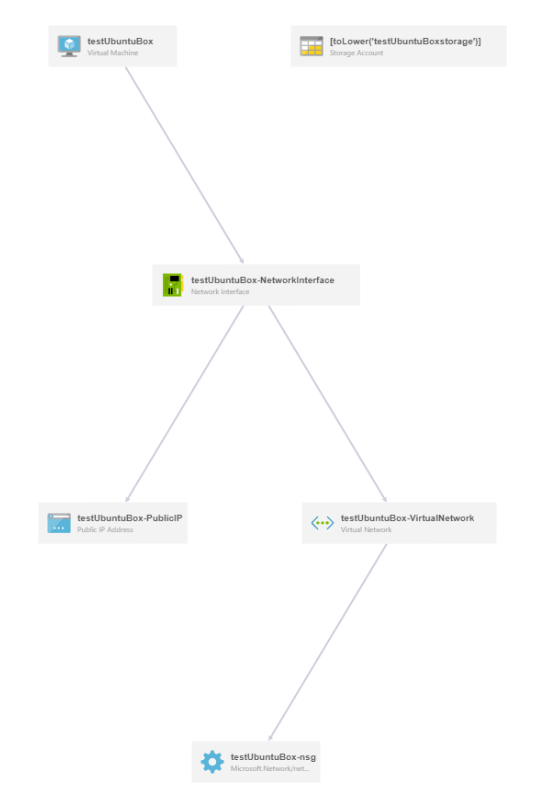 testUbuntuBox
Virtual Machine
[toLower('testUbuntuBoxstorage')]
Storage Account
testUbuntuBox-NetworkInterface
Network Interface
testUbuntuBox-PublicIP
Public IP Address
testUbuntuBox-VirtualNetwork
Virtual Network
testUbuntuBox-nsg
Microsoft.Network/net...